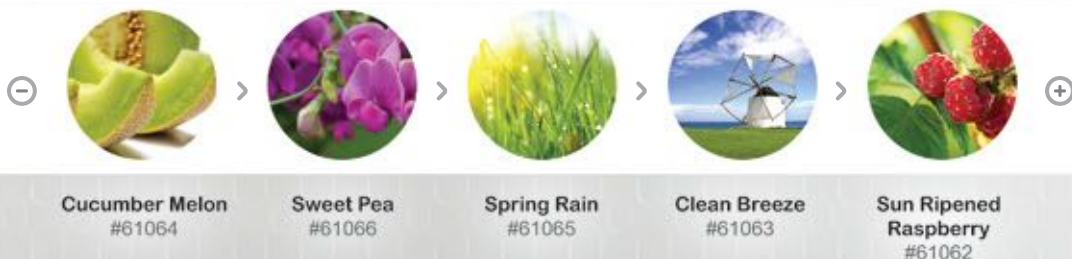 Cucumber Melon
#61064
Sweet Pea
#61066
Spring Rain
#61065
Clean Breeze
#61063
Sun Ripened
Raspberry
#61062